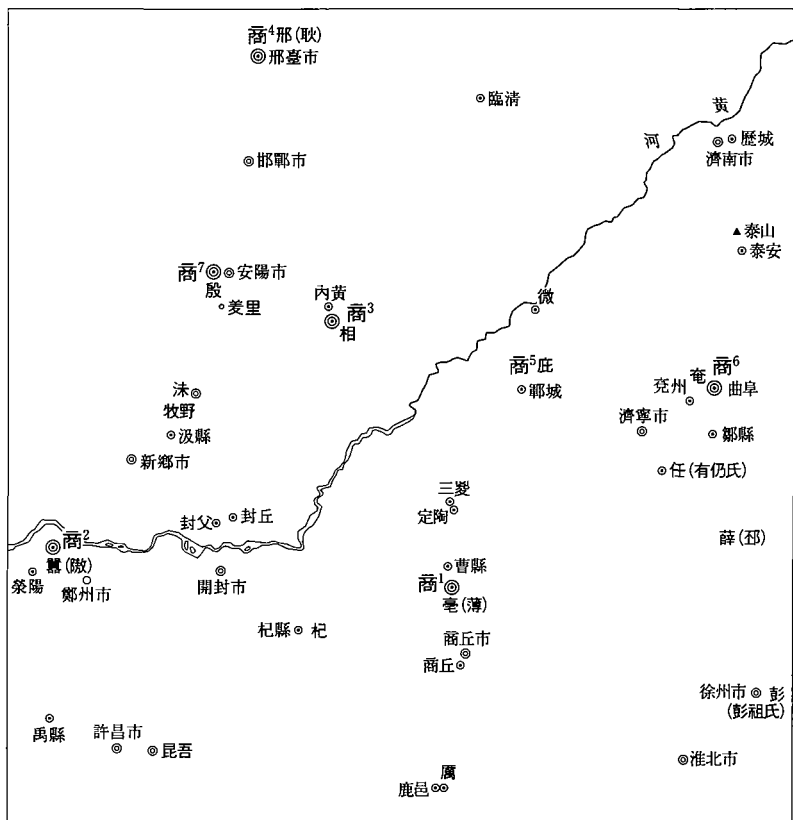 商⁴邢(耿)
邢臺市
臨清
黃
河
歷城
濟南市
邯鄲市
泰山
泰安
商⁷
安陽市
殷
羑里
內黃
商³
相
微
商⁵庇
鄆城
商⁶
奄
兗州
曲阜
沬
牧野
濟寧市
鄒縣
汲縣
新鄉市
任(有仍氏)
三㚇
定陶
封父
封丘
薛(邳)
商²
囂(隞)
滎陽
鄭州市
開封市
曹縣
商¹
亳(薄)
杞縣
杞
商丘市
商丘
徐州市
彭
(彭祖氏)
禹縣
許昌市
昆吾
淮北市
厲
鹿邑